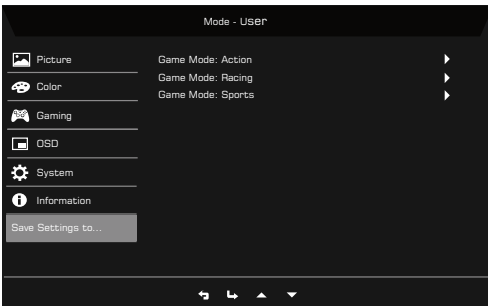 Mode - User
Picture
Color
Gaming
OSD
System
Information
Save Settings to...
Game Mode: Action
Game Mode: Racing
Game Mode: Sports